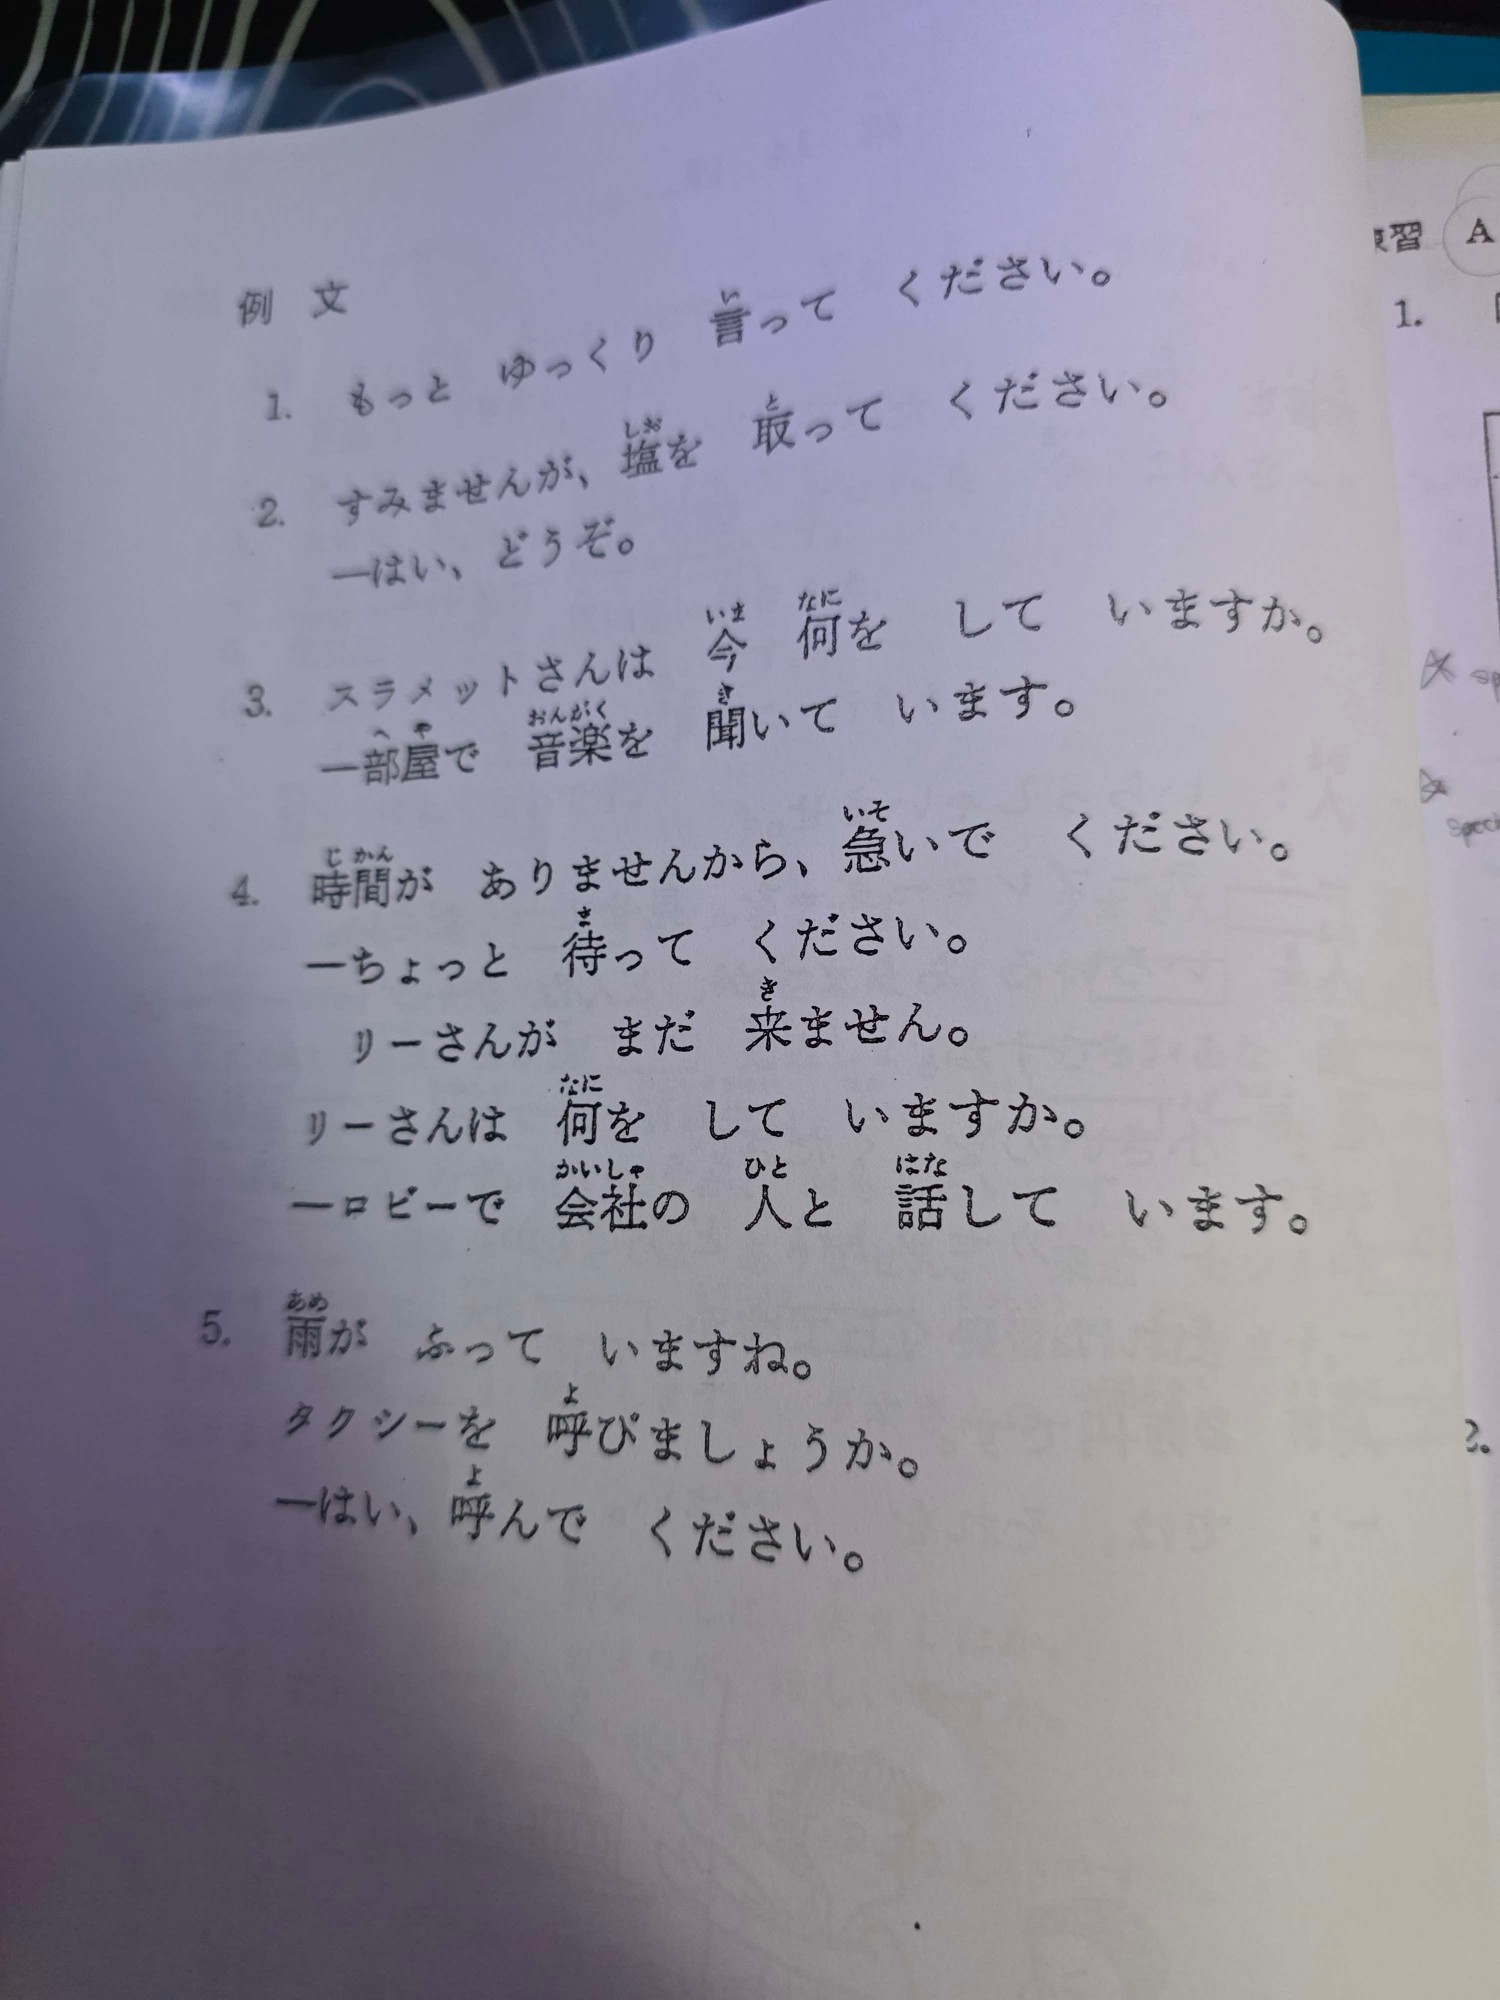 例 文
1. もっと ゆっくり 言って ください。
2. すみませんが、塩を 取って ください。
—はい、どうぞ。
3. スラメットさんは 今 何を して いますか。
—部屋で 音楽を 聞いて います。
4. 時間が ありませんから、急いで ください。
—ちょっと 待って ください。
リーさんが まだ 来ません。
リーさんは 何を して いますか。
—ロビーで 会社の 人と 話して います。
5. 雨が ふって いますね。
タクシーを 呼びましょうか。
—はい、呼んで ください。
習 A
1.
2.